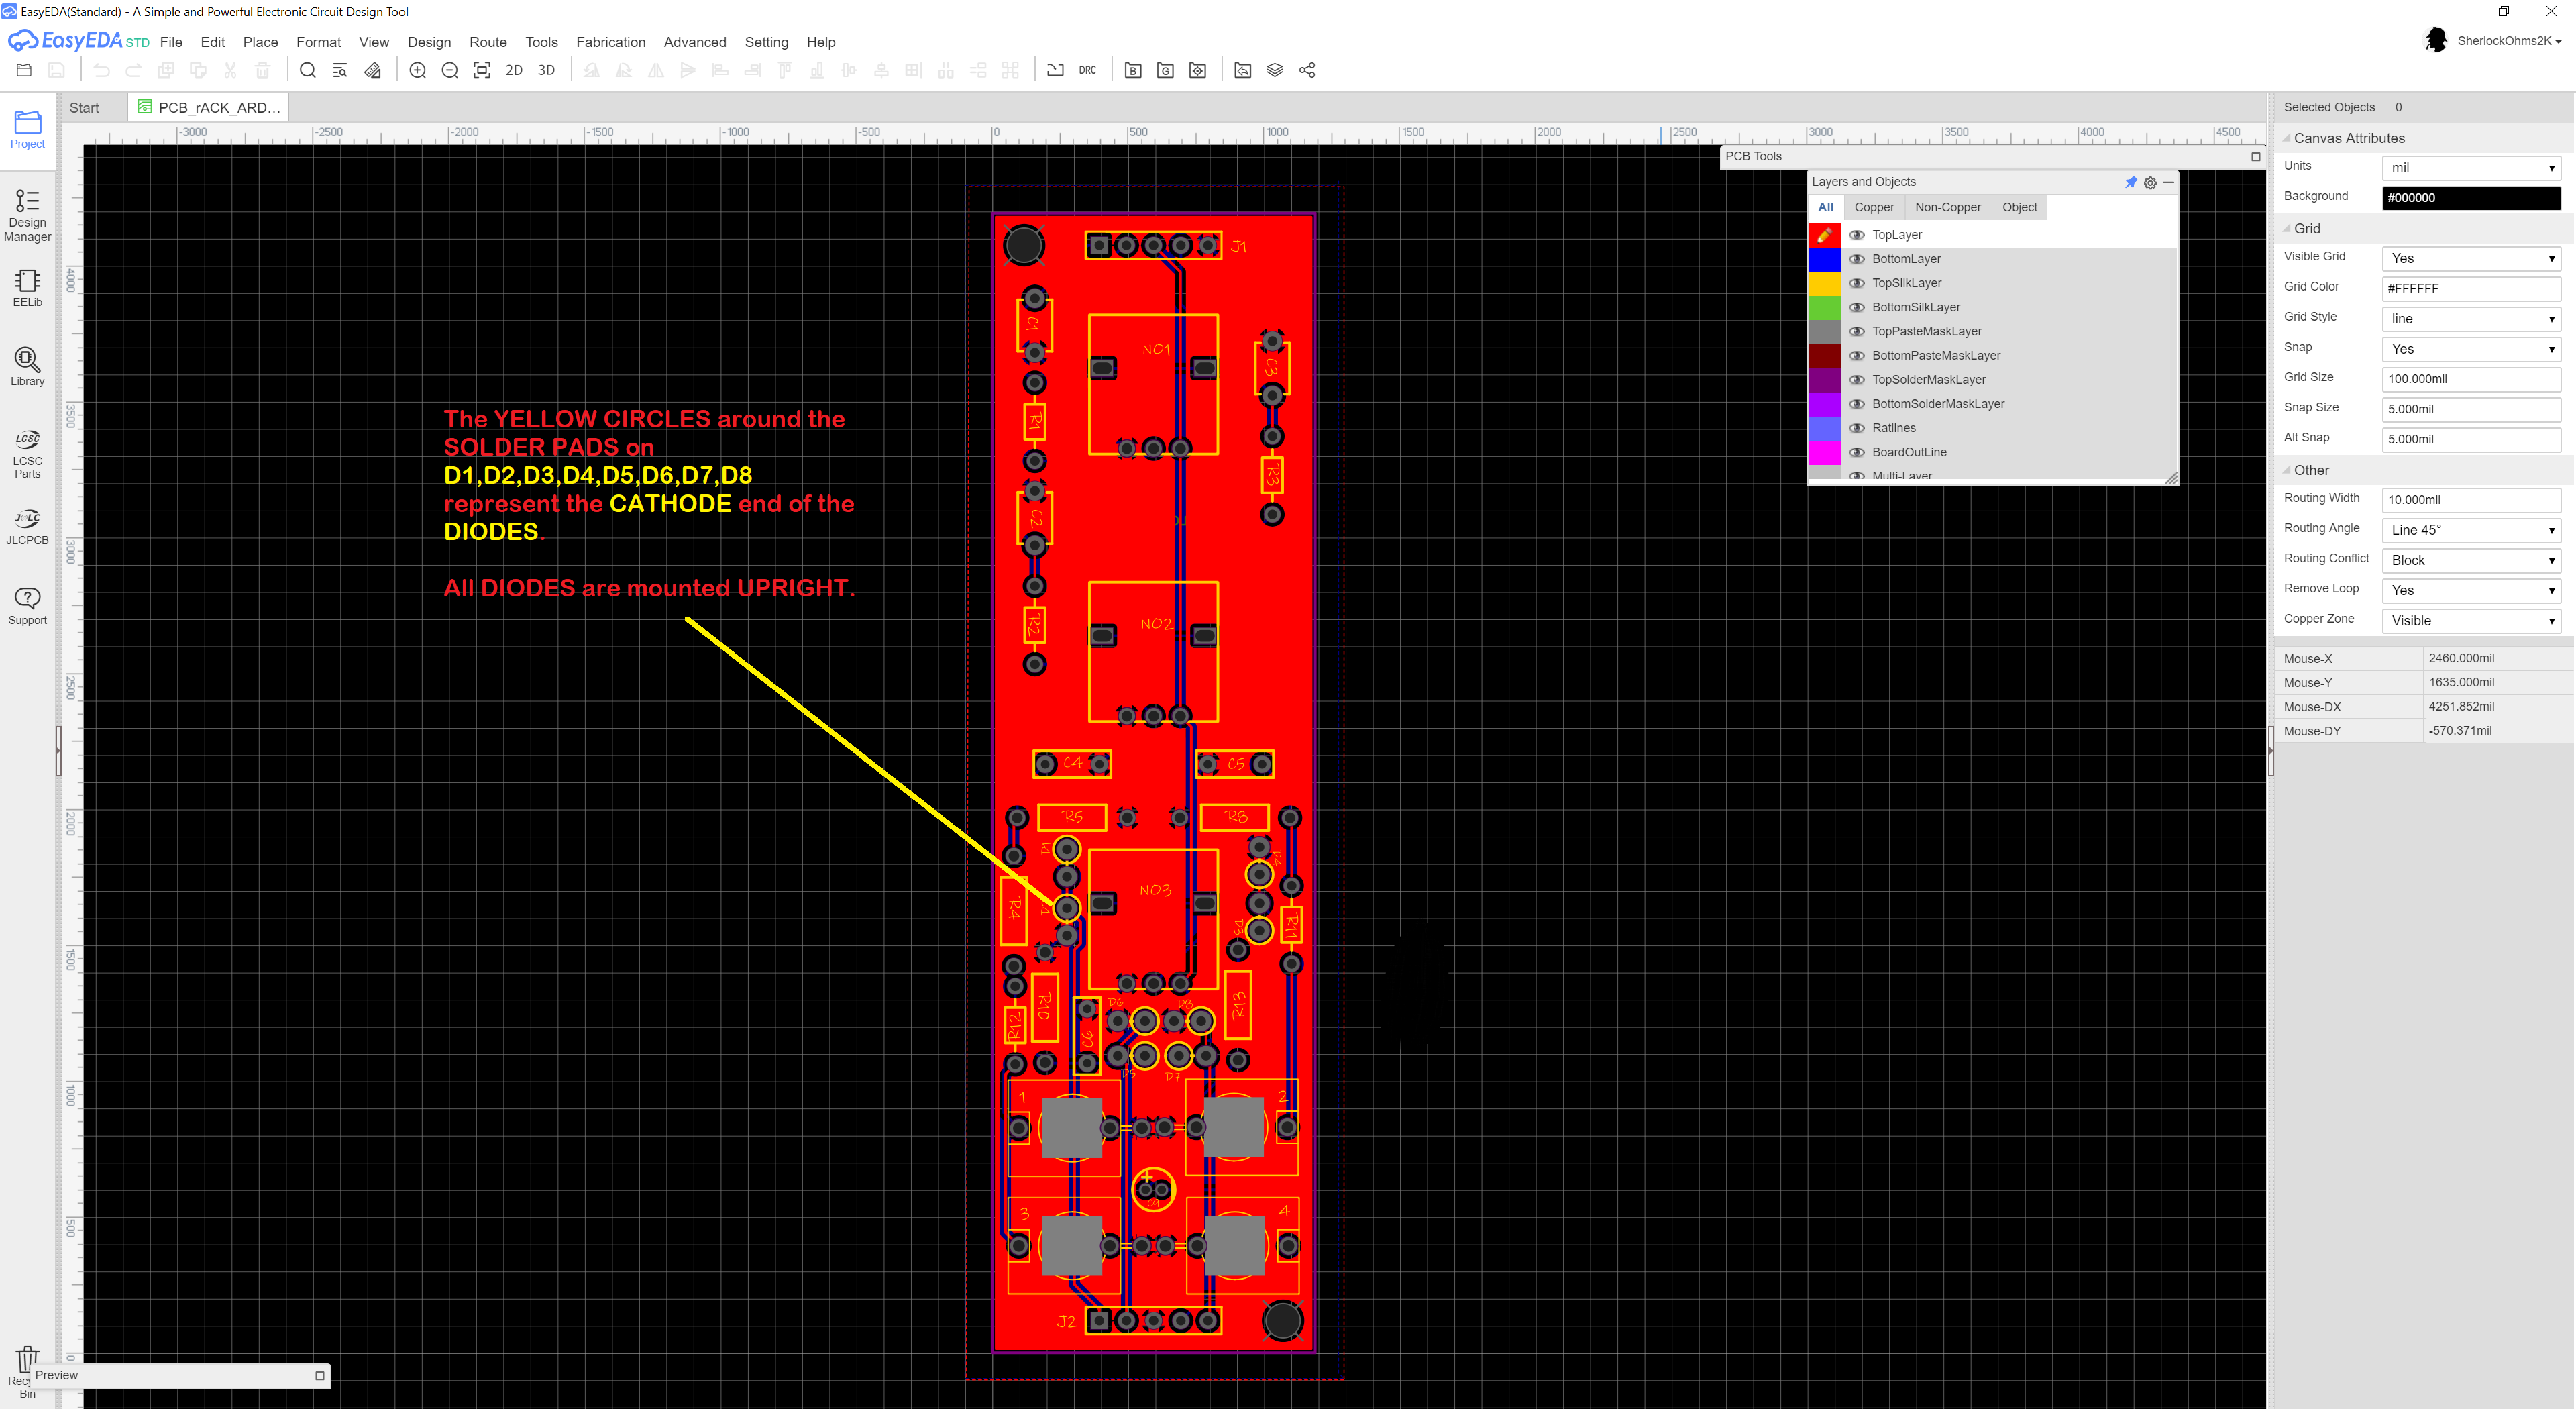 EasyEDA(Standard) - A Simple and Powerful Electronic Circuit Design Tool
EasyEDA STD File Edit Place Format View Design Route Tools Fabrication Advanced Setting Help
SherlockOhms2K
2D 3D DRC B G
Start PCB_rACK_ARD...
-3000 -2500 -2000 -1500 -1000 -500 0 500 1000 1500 2000 2500 3000 3500 4000 4500
4000 3500 3000 2500 2000 1500 1000 500 0
Project
Design
Manager
EELib
Library
LCSC
LCSC
Parts
J@LC
JLCPCB
Support
Recy
Bin
Preview
The YELLOW CIRCLES around the
SOLDER PADS on
D1,D2,D3,D4,D5,D6,D7,D8
represent the CATHODE end of the
DIODES.
All DIODES are mounted UPRIGHT.
J1
C1
NO1
C3
R1
R3
C2
R2
NO2
C4 C5
R5 R8
D4
NO3
R4
D3
R11
R10
R12
D6 D8
R13
C6
D5 D7
1 2
+
C9
3 4
J2
PCB Tools
Layers and Objects
All Copper Non-Copper Object
TopLayer
BottomLayer
TopSilkLayer
BottomSilkLayer
TopPasteMaskLayer
BottomPasteMaskLayer
TopSolderMaskLayer
BottomSolderMaskLayer
Ratlines
BoardOutLine
Multi-Layer
Selected Objects 0
Canvas Attributes
Units mil
Background #000000
Grid
Visible Grid Yes
Grid Color #FFFFFF
Grid Style line
Snap Yes
Grid Size 100.000mil
Snap Size 5.000mil
Alt Snap 5.000mil
Other
Routing Width 10.000mil
Routing Angle Line 45°
Routing Conflict Block
Remove Loop Yes
Copper Zone Visible
Mouse-X 2460.000mil
Mouse-Y 1635.000mil
Mouse-DX 4251.852mil
Mouse-DY -570.371mil